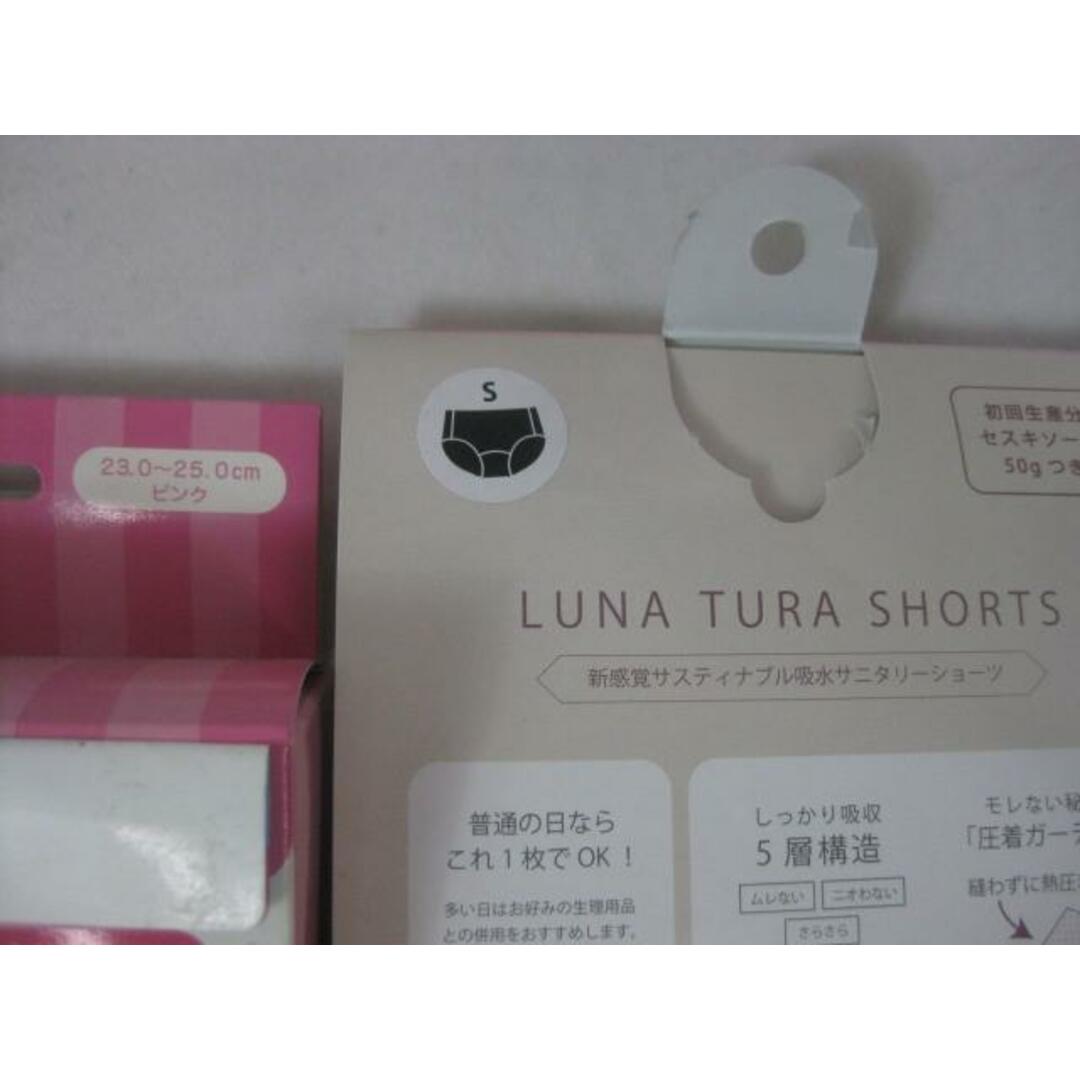 23.0～25.0cm
ピンク
S
初回生産分
セスキソー
50gつき
LUNA TURA SHORTS
新感覚サスティナブル吸水サニタリーショーツ
普通の日なら
これ1枚でOK！
多い日はお好みの生理用品
との併用をおすすめします。
しっかり吸収
5層構造
ムレない
ニオわない
さらさら
モレない秘
「圧着ガー
縫わずに熱圧